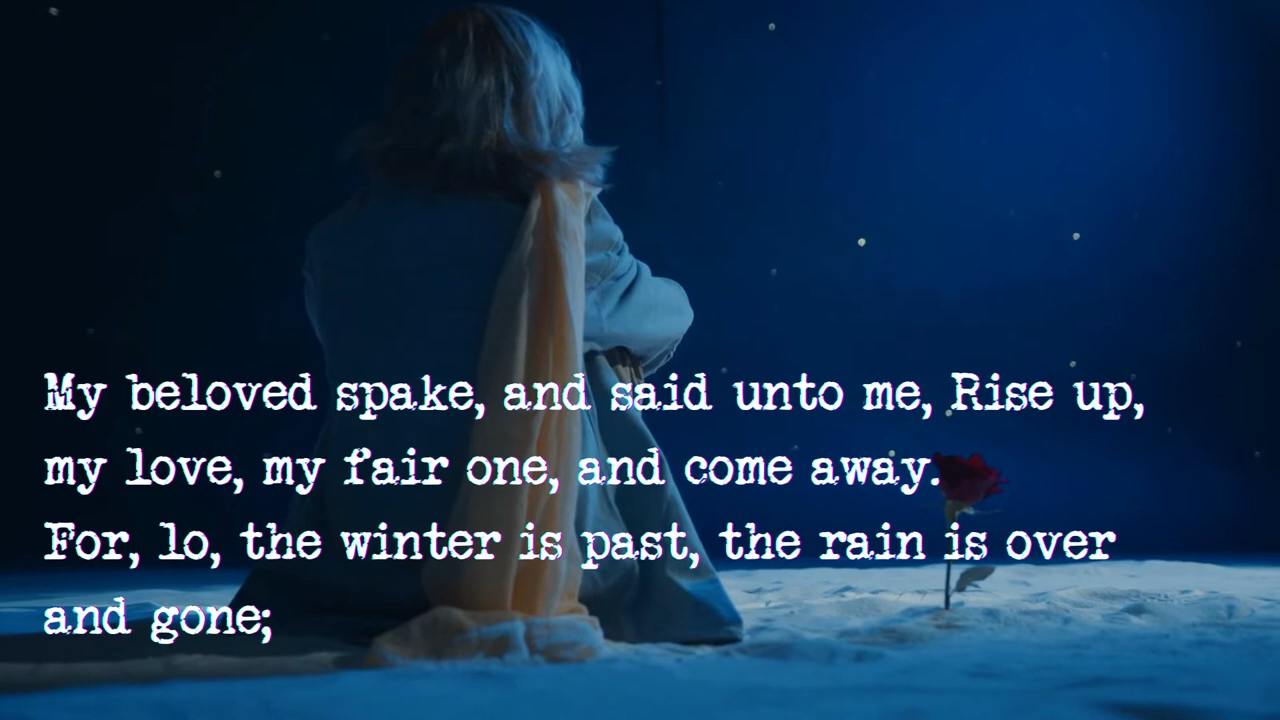 My beloved spake, and said unto me, Rise up,
my love, my fair one, and come away.
For, lo, the winter is past, the rain is over
and gone;